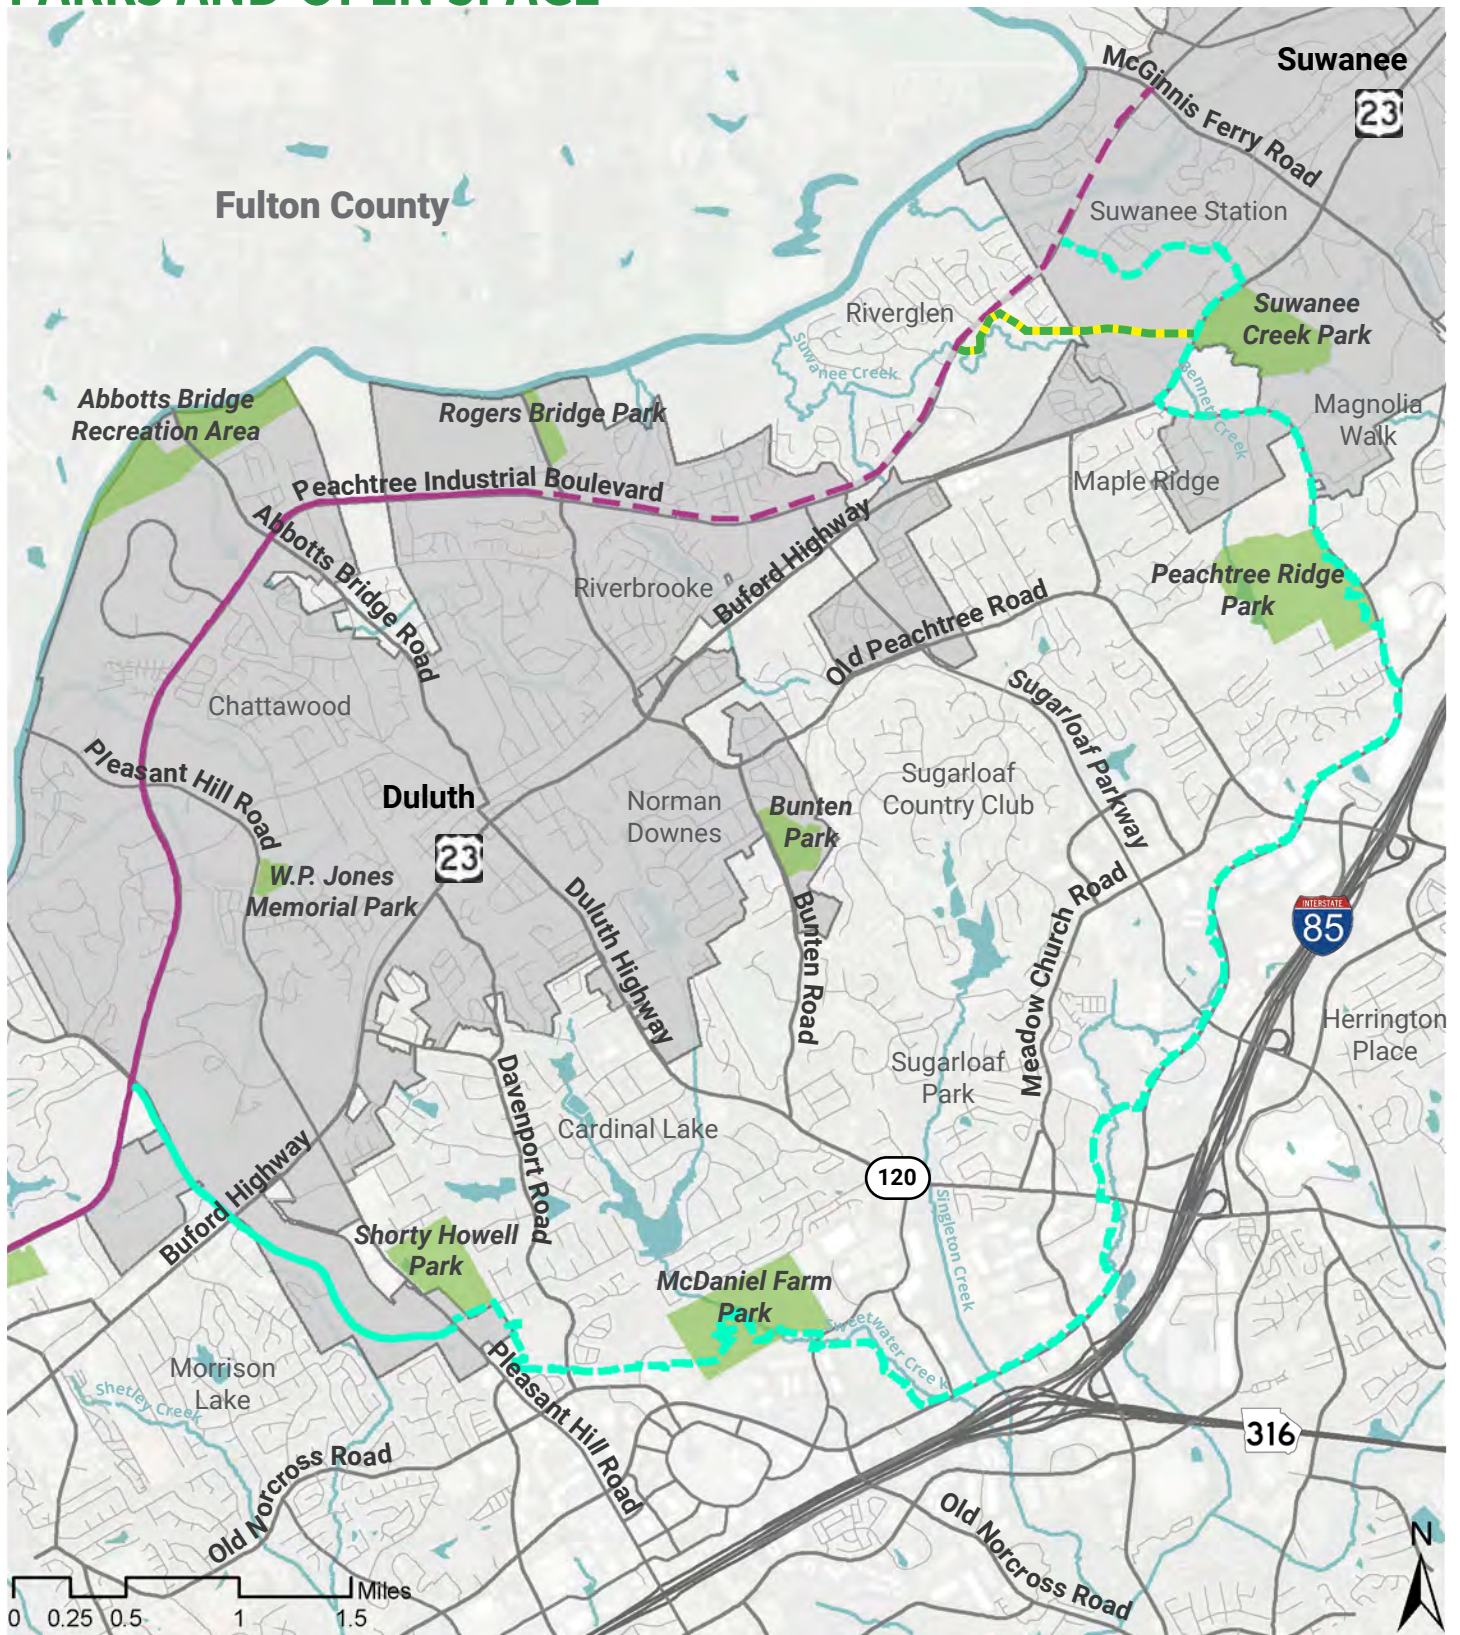 PARKS AND OPEN SPACE
Suwanee
23
McGinnis Ferry Road
Fulton County
Suwanee Station
Riverglen
Suwanee
Creek Park
Suwanee Creek
Bennett Creek
Abbotts Bridge
Recreation Area
Rogers Bridge Park
Magnolia
Walk
Peachtree Industrial Boulevard
Maple Ridge
Abbotts Bridge Road
Buford Highway
Riverbrooke
Peachtree Ridge
Park
Old Peachtree Road
Sugarloaf Parkway
Chattawood
Pleasant Hill Road
Duluth
23
Norman
Downes
Bunten
Park
Sugarloaf
Country Club
W.P. Jones
Memorial Park
Duluth Highway
Bunten Road
Meadow Church Road
INTERSTATE
85
Herrington
Place
Sugarloaf
Park
Davenport Road
Cardinal Lake
Buford Highway
120
Singleton Creek
Shorty Howell
Park
McDaniel Farm
Park
Sweetwater Creek
Pleasant Hill Road
Morrison
Lake
Shetley Creek
316
Old Norcross Road
Old Norcross Road
N
Miles
0 0.25 0.5 1 1.5